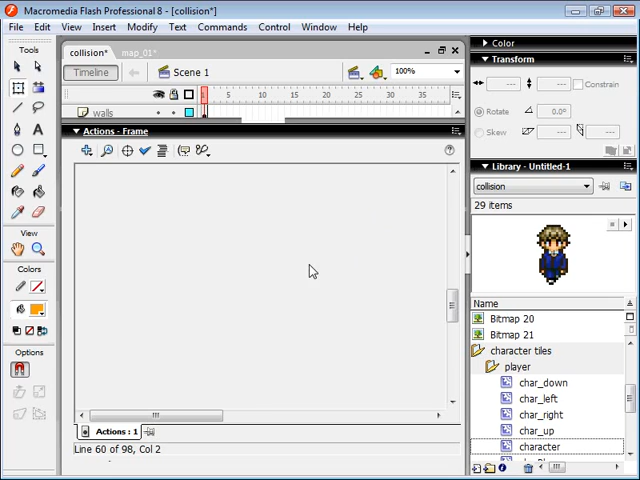 Macromedia Flash Professional 8 - [collision*]
File Edit View Insert Modify Text Commands Control Window Help
Tools
View
Colors
Options
collision* map_01*
Timeline Scene 1 100%
1 5 10 15 20 25 30 35
walls
Actions - Frame
Actions : 1
Line 60 of 98, Col 2
Color
Transform
Constrain
Rotate 0.0°
Skew
Library - Untitled-1
collision
29 items
Name
Bitmap 20
Bitmap 21
character tiles
player
char_down
char_left
char_right
char_up
character